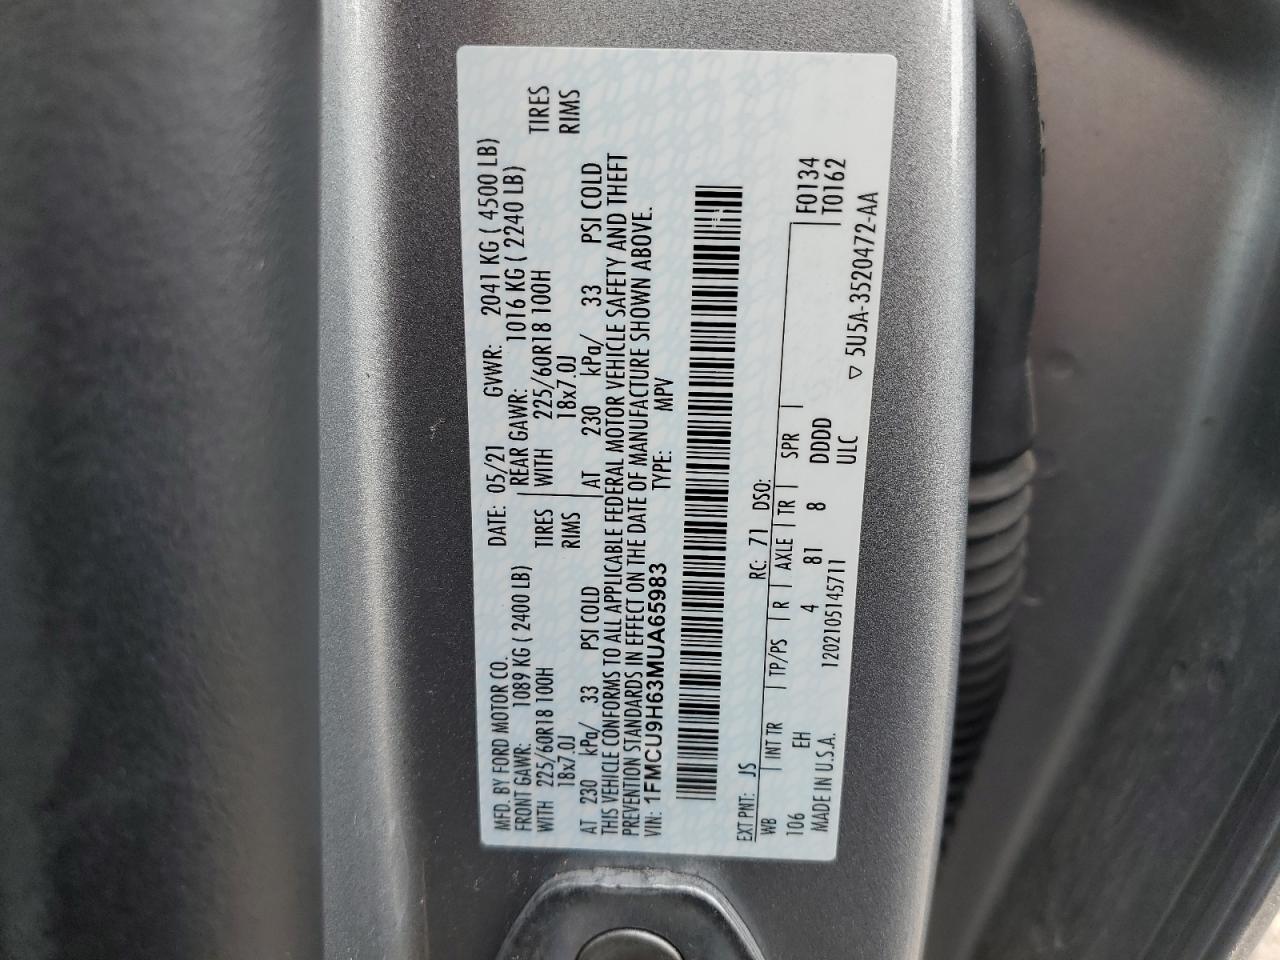 MFD. BY FORD MOTOR CO. DATE: 05/21 GVWR: 2041 KG ( 4500 LB)
FRONT GAWR: 1089 KG ( 2400 LB) REAR GAWR: 1016 KG ( 2240 LB)
WITH 225/60R18 100H TIRES WITH 225/60R18 100H TIRES
18x7.0J RIMS 18x7.0J RIMS
AT 230 kPa/ 33 PSI COLD AT 230 kPa/ 33 PSI COLD
THIS VEHICLE CONFORMS TO ALL APPLICABLE FEDERAL MOTOR VEHICLE SAFETY AND THEFT
PREVENTION STANDARDS IN EFFECT ON THE DATE OF MANUFACTURE SHOWN ABOVE.
VIN: 1FMCU9H63MUA65983 TYPE: MPV
EXT PNT: JS RC: 71 DSO:
WB INT TR TP/PS R AXLE TR SPR F0134
106 EH 4 81 8 DDDD T0162
MADE IN U.S.A. 1202105145711 ULC ▽ 5U5A-3520472-AA